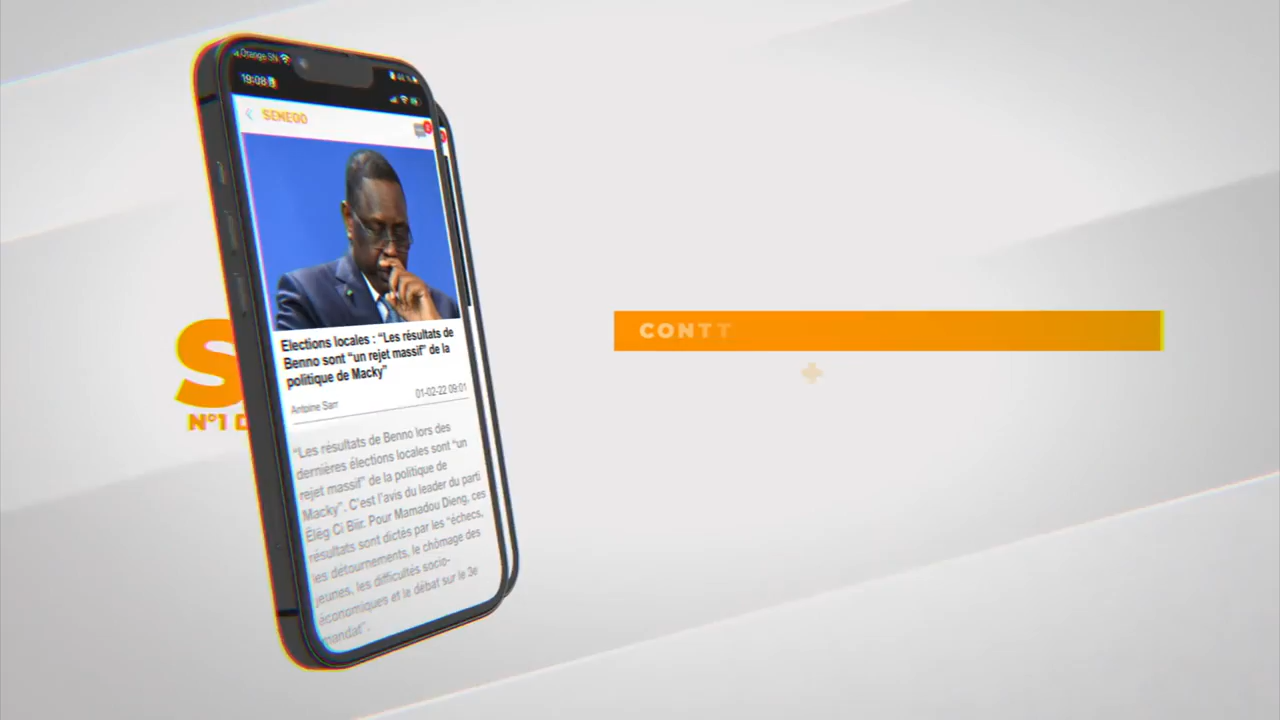 Orange SN
19:08
SENEGO
Elections locales : “Les résultats de
Benno sont “un rejet massif” de la
politique de Macky”
Antoine Sarr 01-02-22 09:01
“Les résultats de Benno lors des
dernières élections locales sont “un
rejet massif” de la politique de
Macky”. C’est l’avis du leader du parti
Élëg Ci Biir. Pour Mamadou Dieng, ces
résultats sont dictés par les “échecs,
les détournements, le chômage des
jeunes, les difficultés socio-
économiques et le débat sur le 3e
mandat”.
S
N°1 D
CONTT